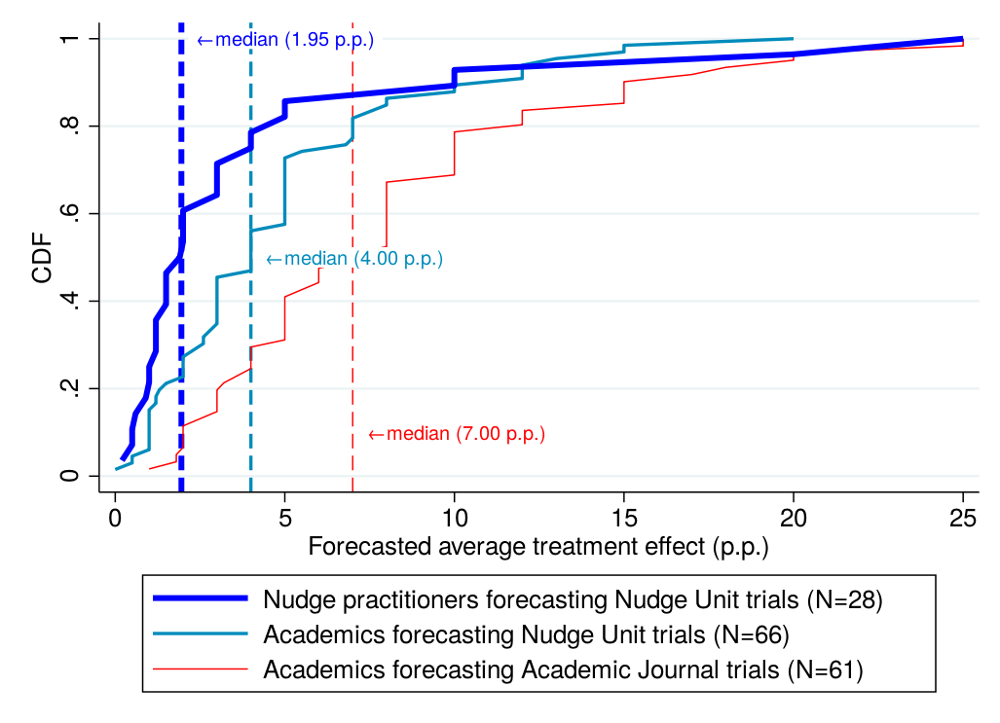 ←median (1.95 p.p.)
←median (4.00 p.p.)
←median (7.00 p.p.)
CDF
1
.8
.6
.4
.2
0
0 5 10 15 20 25
Forecasted average treatment effect (p.p.)
Nudge practitioners forecasting Nudge Unit trials (N=28)
Academics forecasting Nudge Unit trials (N=66)
Academics forecasting Academic Journal trials (N=61)